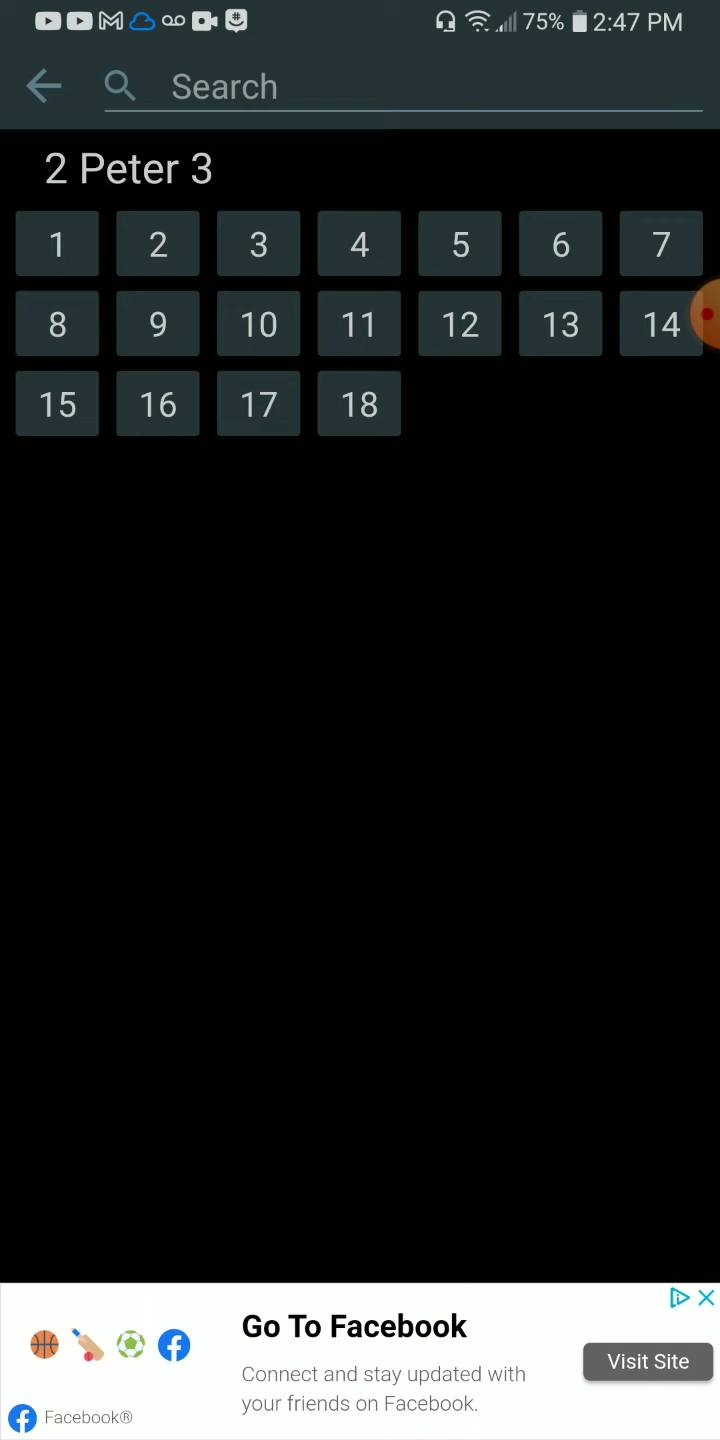 75% 2:47 PM
Search
2 Peter 3
1 2 3 4 5 6 7
8 9 10 11 12 13 14
15 16 17 18
Go To Facebook
Connect and stay updated with
your friends on Facebook.
Visit Site
Facebook®